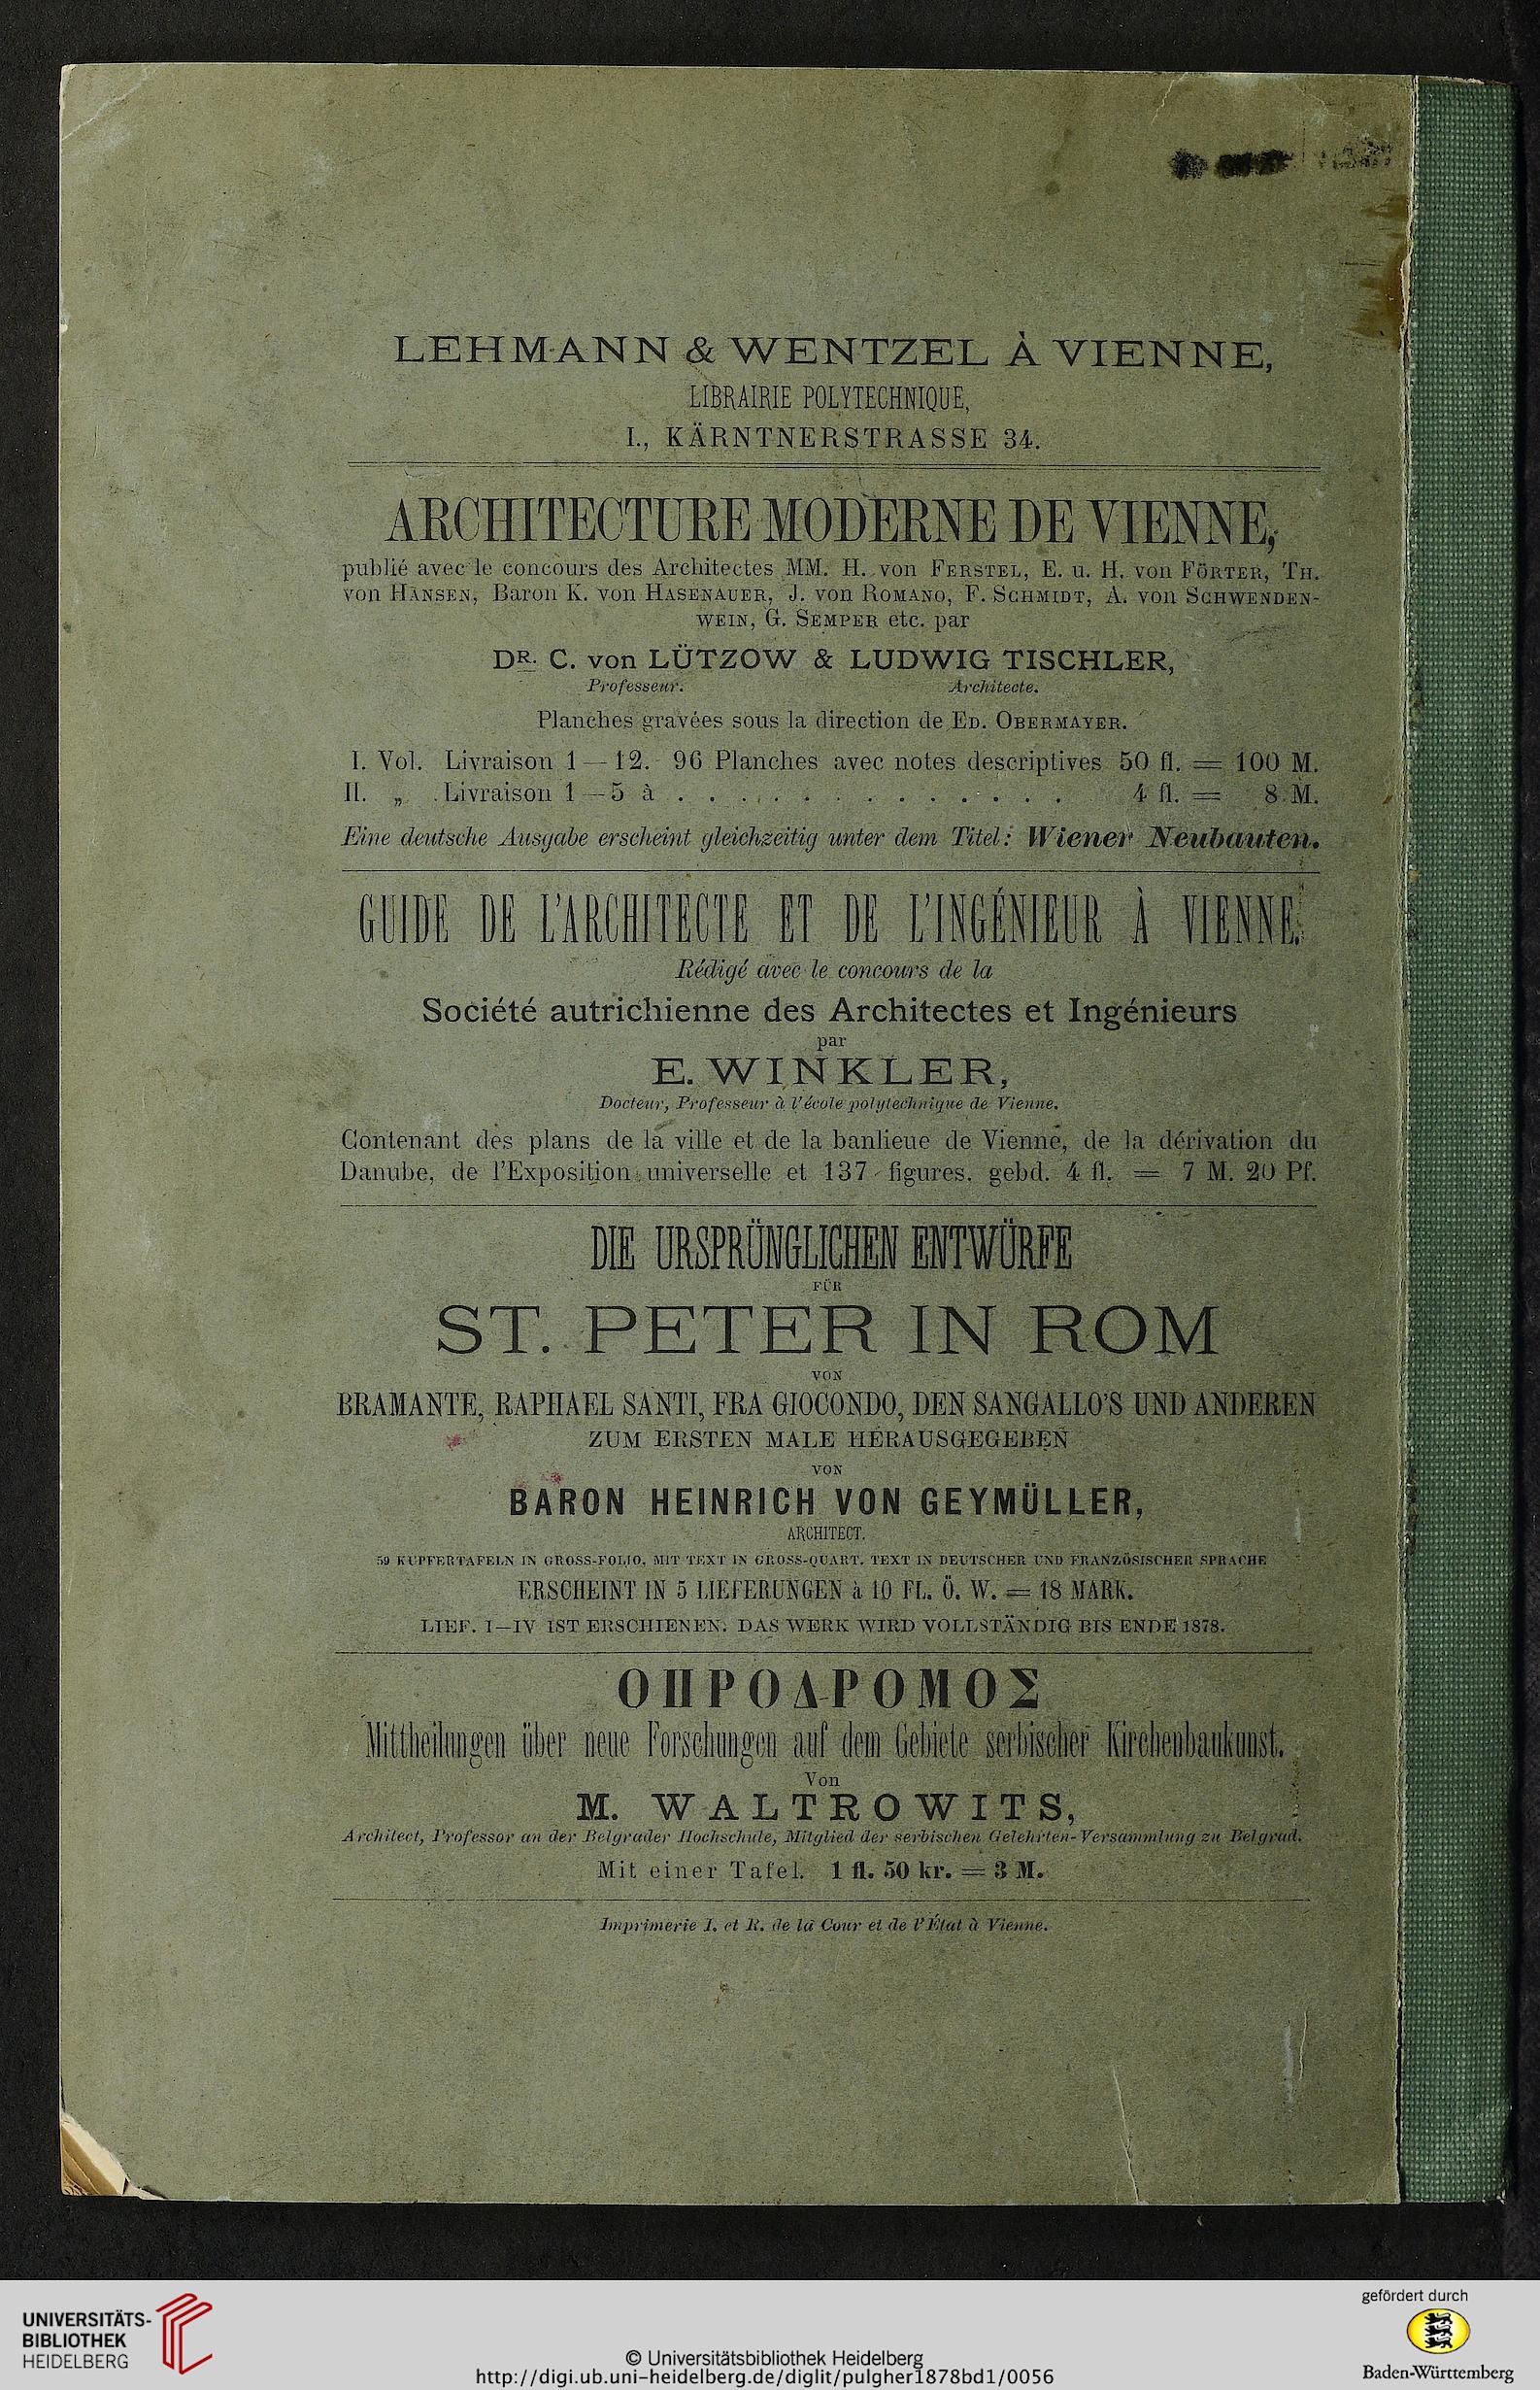 LEHMANN & WENTZEL À VIENNE,
LIBRAIRIE POLYTECHNIQUE,
I., KÄRNTNERSTRASSE 34.
ARCHITECTURE MODERNE DE VIENNE,
publié avec le concours des Architectes MM. H. von FERSTEL, E. u. H. von FÖRTER, TH.
von HANSEN, Baron K. von HASENAUER, J. von ROMANO, F. SCHMIDT, A. von SCHWENDEN-
WEIN, G. SEMPER etc. par
DR. C. von LÜTZOW & LUDWIG TISCHLER,
Professeur. Architecte.
Planches gravées sous la direction de ED. OBERMAYER.
I. Vol. Livraison 1—12. 96 Planches avec notes descriptives 50 fl. = 100 M.
II. „ Livraison 1—5 à . . . . . . . . . . . . . 4 fl. = 8 M.
Eine deutsche Ausgabe erscheint gleichzeitig unter dem Titel: Wiener Neubauten.
GUIDE DE L'ARCHITECTE ET DE L'INGÉNIEUR À VIENNE.
Rédigé avec le concours de la
Société autrichienne des Architectes et Ingénieurs
par
E. WINKLER,
Docteur, Professeur à l'école polytechnique de Vienne.
Contenant des plans de la ville et de la banlieue de Vienne, de la dérivation du
Danube, de l'Exposition universelle et 137 figures. gebd. 4 fl. = 7 M. 20 Pf.
DIE URSPRÜNGLICHEN ENTWÜRFE
FÜR
ST. PETER IN ROM
VON
BRAMANTE, RAPHAEL SANTI, FRA GIOCONDO, DEN SANGALLO'S UND ANDEREN
ZUM ERSTEN MALE HERAUSGEGEBEN
VON
BARON HEINRICH VON GEYMÜLLER,
ARCHITECT.
59 KUPFERTAFELN IN GROSS-FOLIO, MIT TEXT IN GROSS-QUART. TEXT IN DEUTSCHER UND FRANZÖSISCHER SPRACHE
ERSCHEINT IN 5 LIEFERUNGEN à 10 FL. Ö. W. = 18 MARK.
LIEF. I—IV IST ERSCHIENEN. DAS WERK WIRD VOLLSTÄNDIG BIS ENDE 1878.
ΟΠΡΟΔΡΟΜΟΣ
Mittheilungen über neue Forschungen auf dem Gebiete serbischer Kirchenbaukunst.
Von
M. WALTROWITS,
Architect, Professor an der Belgrader Hochschule, Mitglied der serbischen Gelehrten-Versammlung zu Belgrad.
Mit einer Tafel. 1 fl. 50 kr. = 3 M.
Imprimerie I. et R. de la Cour et de l'État à Vienne.
UNIVERSITÄTS-
BIBLIOTHEK
HEIDELBERG
© Universitätsbibliothek Heidelberg
http://digi.ub.uni-heidelberg.de/diglit/pulgher1878bd1/0056
gefördert durch
Baden-Württemberg